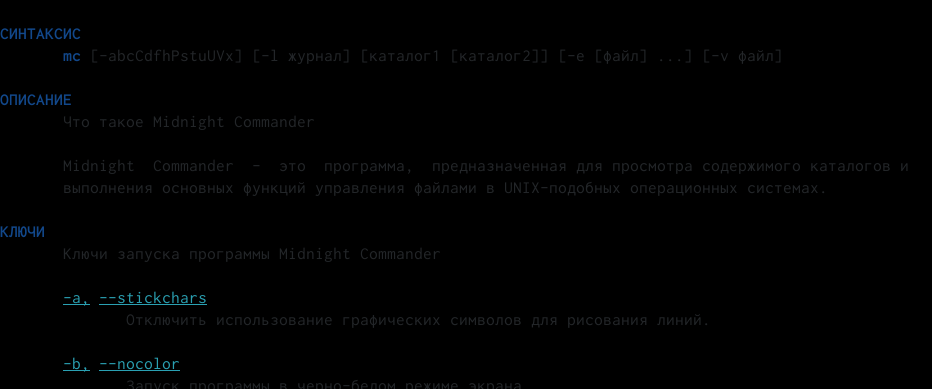 СИНТАКСИС
mc [-abcCdfhPstuUVx] [-l журнал] [каталог1 [каталог2]] [-e [файл] ...] [-v файл]
ОПИСАНИЕ
Что такое Midnight Commander
Midnight Commander - это программа, предназначенная для просмотра содержимого каталогов и
выполнения основных функций управления файлами в UNIX-подобных операционных системах.
КЛЮЧИ
Ключи запуска программы Midnight Commander
-a, --stickchars
Отключить использование графических символов для рисования линий.
-b, --nocolor
Запуск программы в черно-белом режиме экрана.